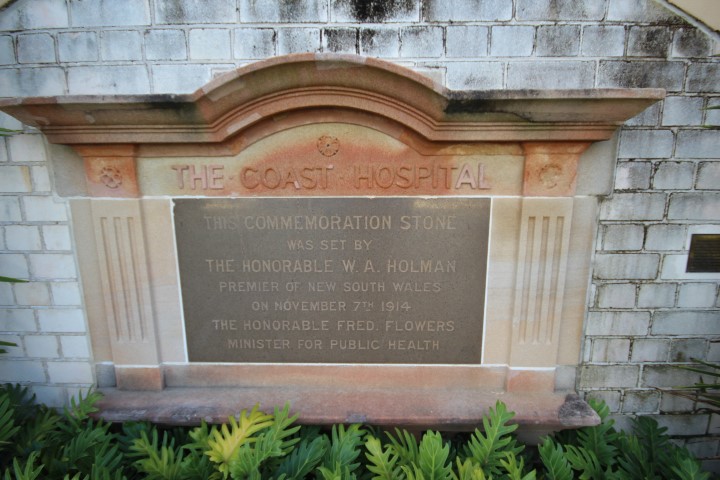 THE · COAST · HOSPITAL
THIS COMMEMORATION STONE
WAS SET BY
THE HONORABLE W. A. HOLMAN
PREMIER OF NEW SOUTH WALES
ON NOVEMBER 7TH 1914
THE HONORABLE FRED. FLOWERS
MINISTER FOR PUBLIC HEALTH